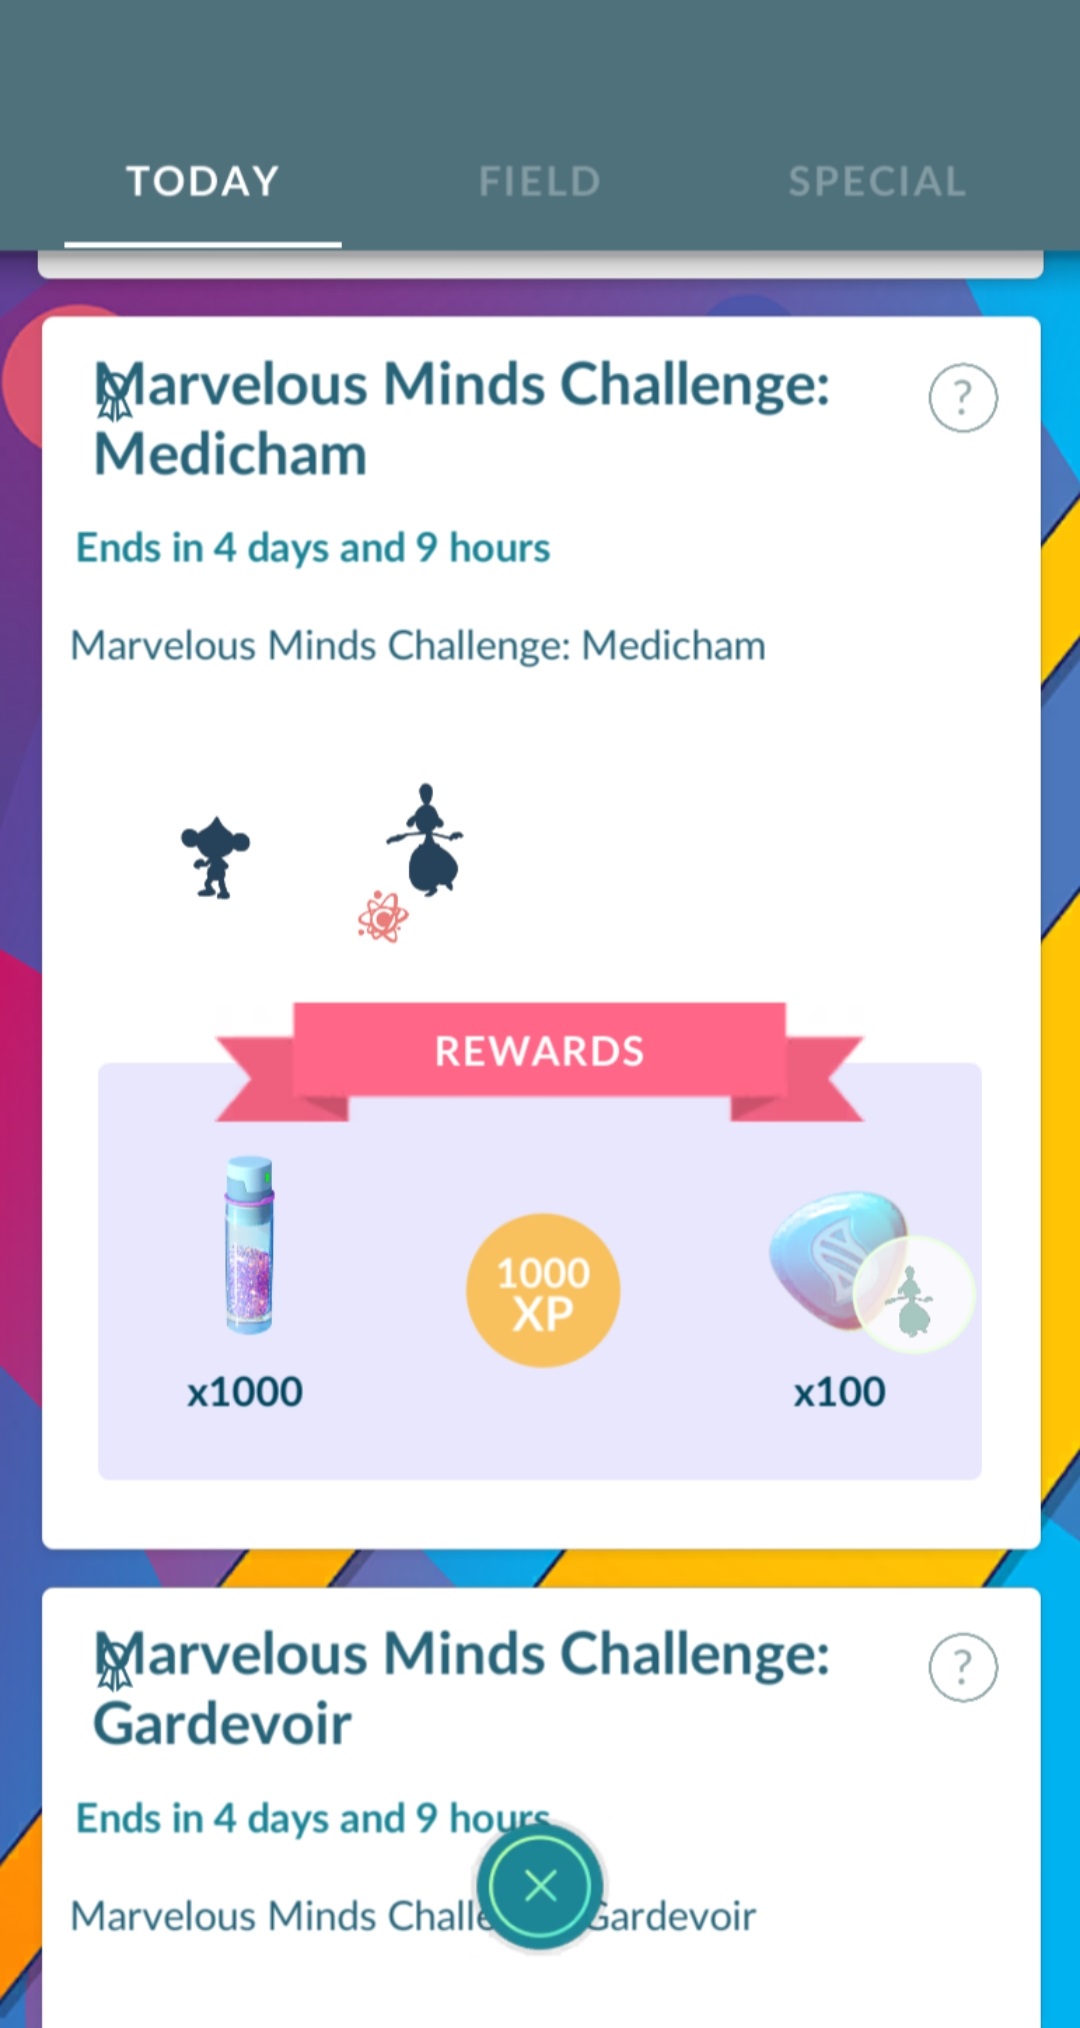 TODAY
FIELD
SPECIAL
Marvelous Minds Challenge:
Medicham
?
Ends in 4 days and 9 hours
Marvelous Minds Challenge: Medicham
REWARDS
1000
XP
x1000
x100
Marvelous Minds Challenge:
Gardevoir
?
Ends in 4 days and 9 hours
Marvelous Minds Challe Gardevoir